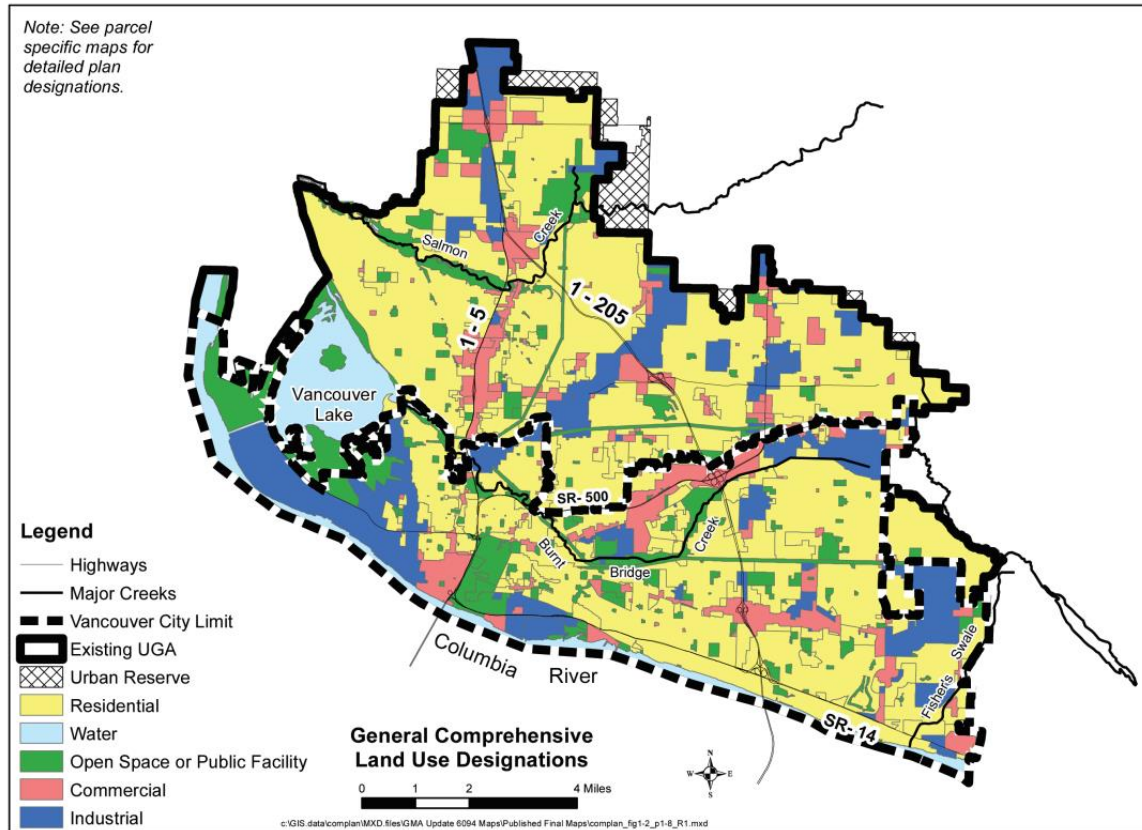 Note: See parcel
specific maps for
detailed plan
designations.
Salmon
Creek
1 - 5
1 - 205
Vancouver
Lake
SR- 500
Burnt
Bridge
Creek
Columbia
River
SR- 14
Fisher's
Swale
Legend
Highways
Major Creeks
Vancouver City Limit
Existing UGA
Urban Reserve
Residential
Water
Open Space or Public Facility
Commercial
Industrial
General Comprehensive
Land Use Designations
0 1 2 4 Miles
N
W E
S
c:\GIS.data\complan\MXD.files\GMA Update 6094 Maps\Published Final Maps\complan_fig1-2_p1-8_R1.mxd